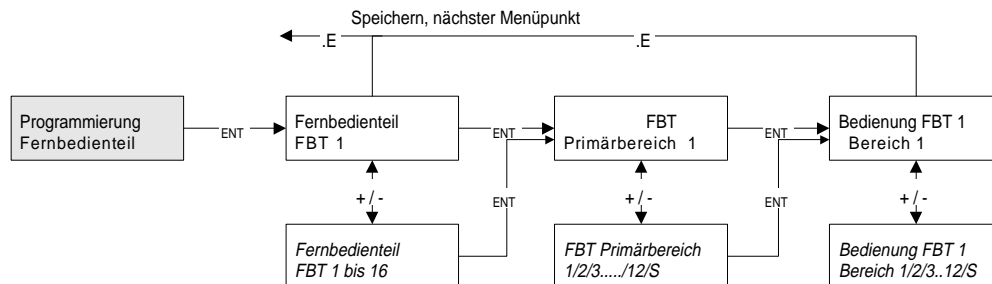 Speichern, nächster Menüpunkt
.E
.E
Programmierung
Fernbedienteil
ENT
Fernbedienteil
FBT 1
ENT
FBT
Primärbereich 1
ENT
Bedienung FBT 1
Bereich 1
+ / -
ENT
+ / -
ENT
+ / -
Fernbedienteil
FBT 1 bis 16
FBT Primärbereich
1/2/3...../12/S
Bedienung FBT 1
Bereich 1/2/3..12/S